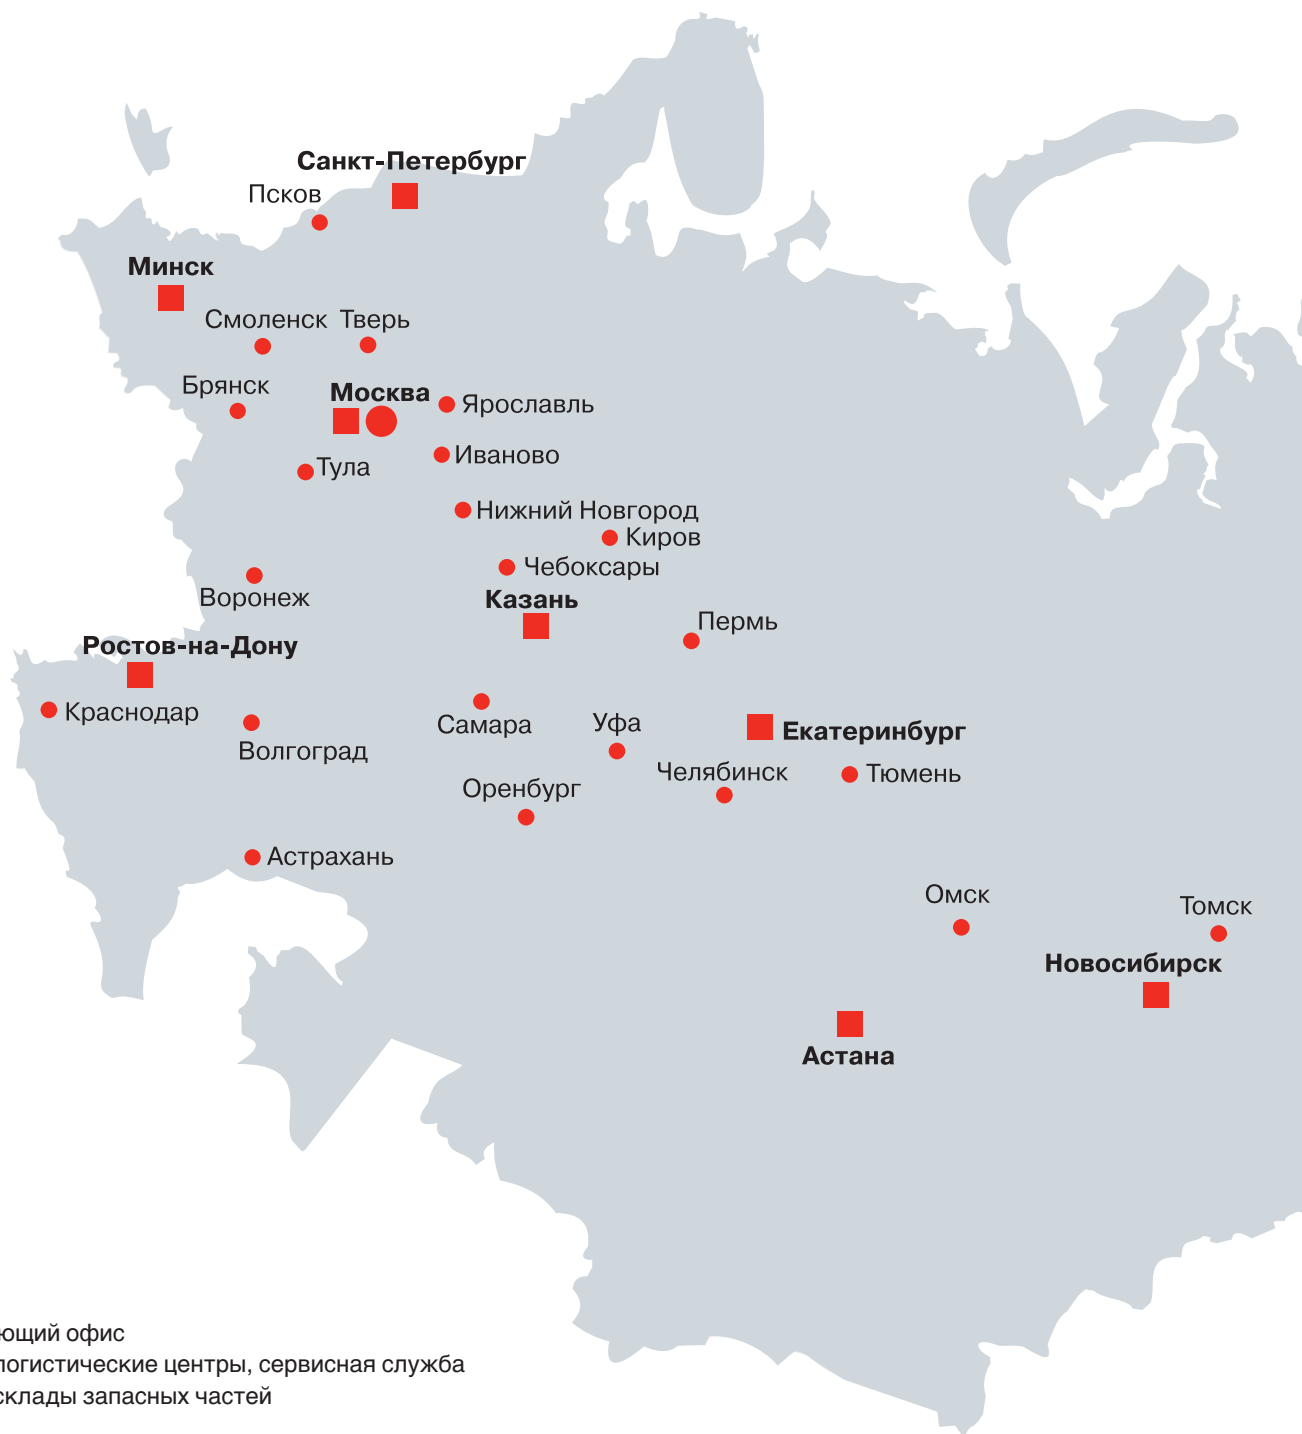 Санкт-Петербург
Псков
Минск
Смоленск
Тверь
Брянск
Москва
Ярославль
Иваново
Тула
Нижний Новгород
Киров
Чебоксары
Воронеж
Казань
Пермь
Ростов-на-Дону
Краснодар
Самара
Уфа
Екатеринбург
Волгоград
Челябинск
Тюмень
Оренбург
Астрахань
Омск
Томск
Новосибирск
Астана
ющий офис
логистические центры, сервисная служба
склады запасных частей